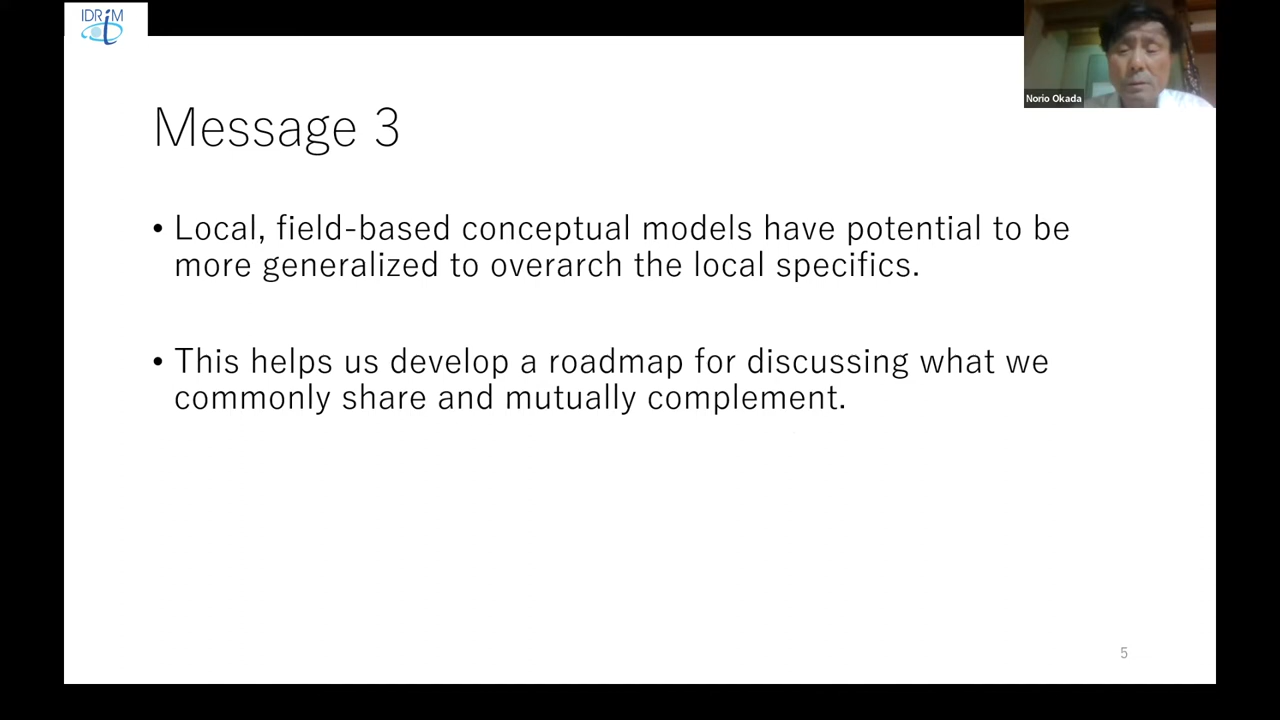 IDRiM
Norio Okada
Message 3
• Local, field-based conceptual models have potential to be
more generalized to overarch the local specifics.
• This helps us develop a roadmap for discussing what we
commonly share and mutually complement.
5